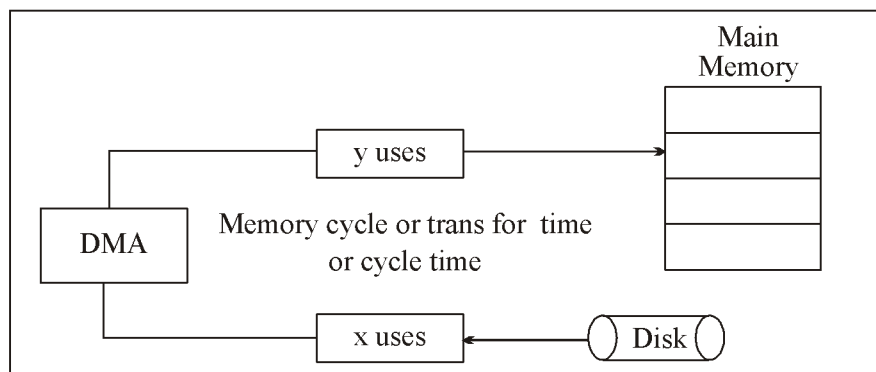 Main
Memory
y uses
DMA
Memory cycle or trans for time
or cycle time
x uses
Disk